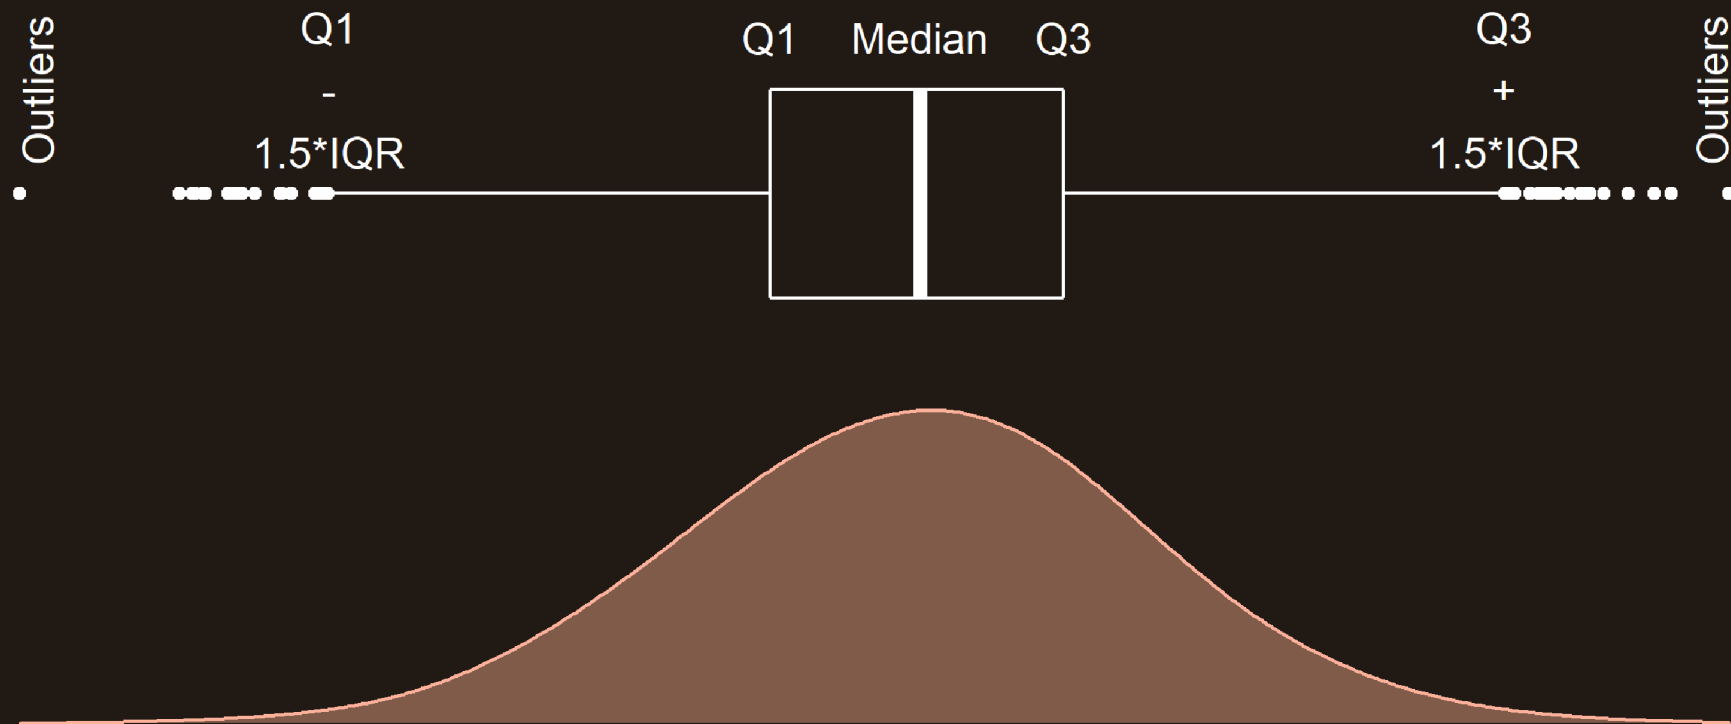 Outliers
Q1
-
1.5*IQR
Q1 Median Q3
Q3
+
1.5*IQR
Outliers